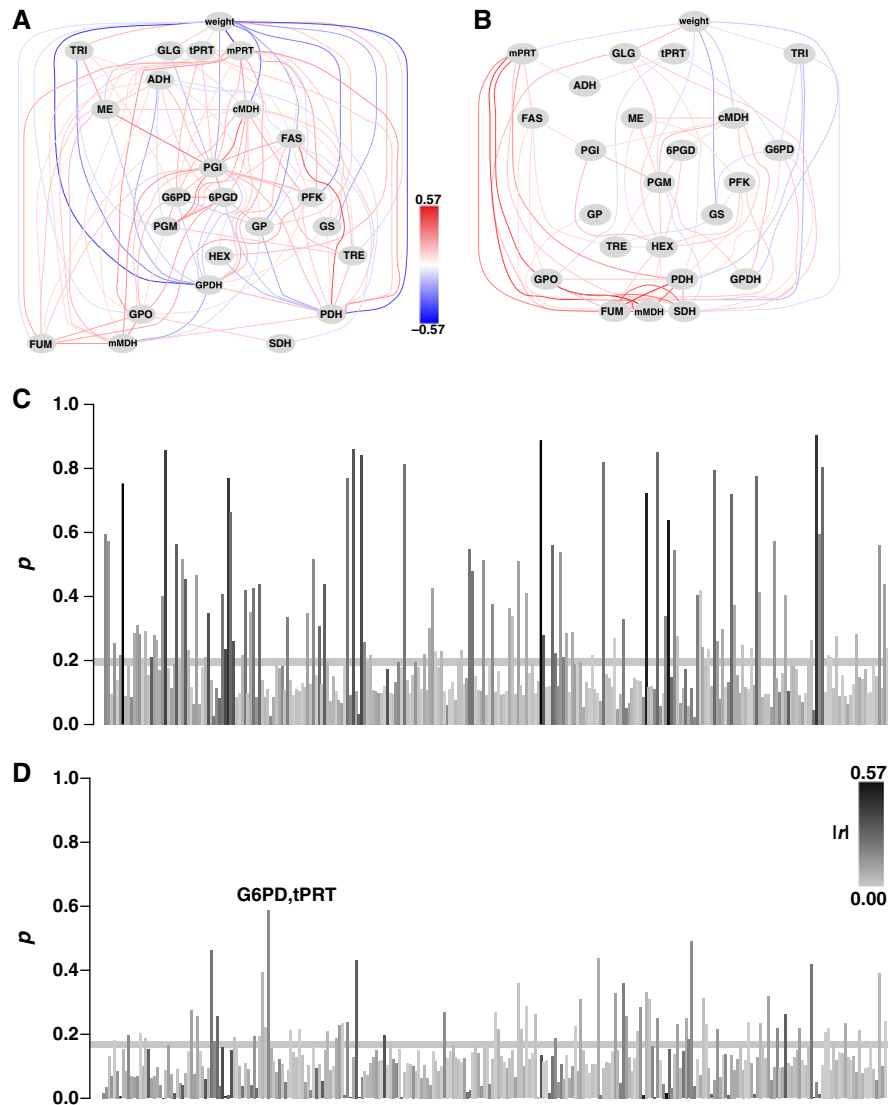 A
weight
TRI GLG tPRT mPRT
ADH
ME cMDH
FAS
PGI
G6PD 6PGD PFK
PGM GP GS
HEX TRE
GPDH
GPO PDH
FUM mMDH SDH
0.57
−0.57
B
weight
mPRT GLG tPRT TRI
ADH
FAS ME cMDH
PGI 6PGD G6PD
PGM PFK
GP GS
TRE HEX
GPO PDH GPDH
FUM mMDH SDH
C
1.0
0.8
0.6
p
0.4
0.2
0.0
D
1.0
0.8
0.6
p
0.4
0.2
0.0
G6PD,tPRT
0.57
|r|
0.00